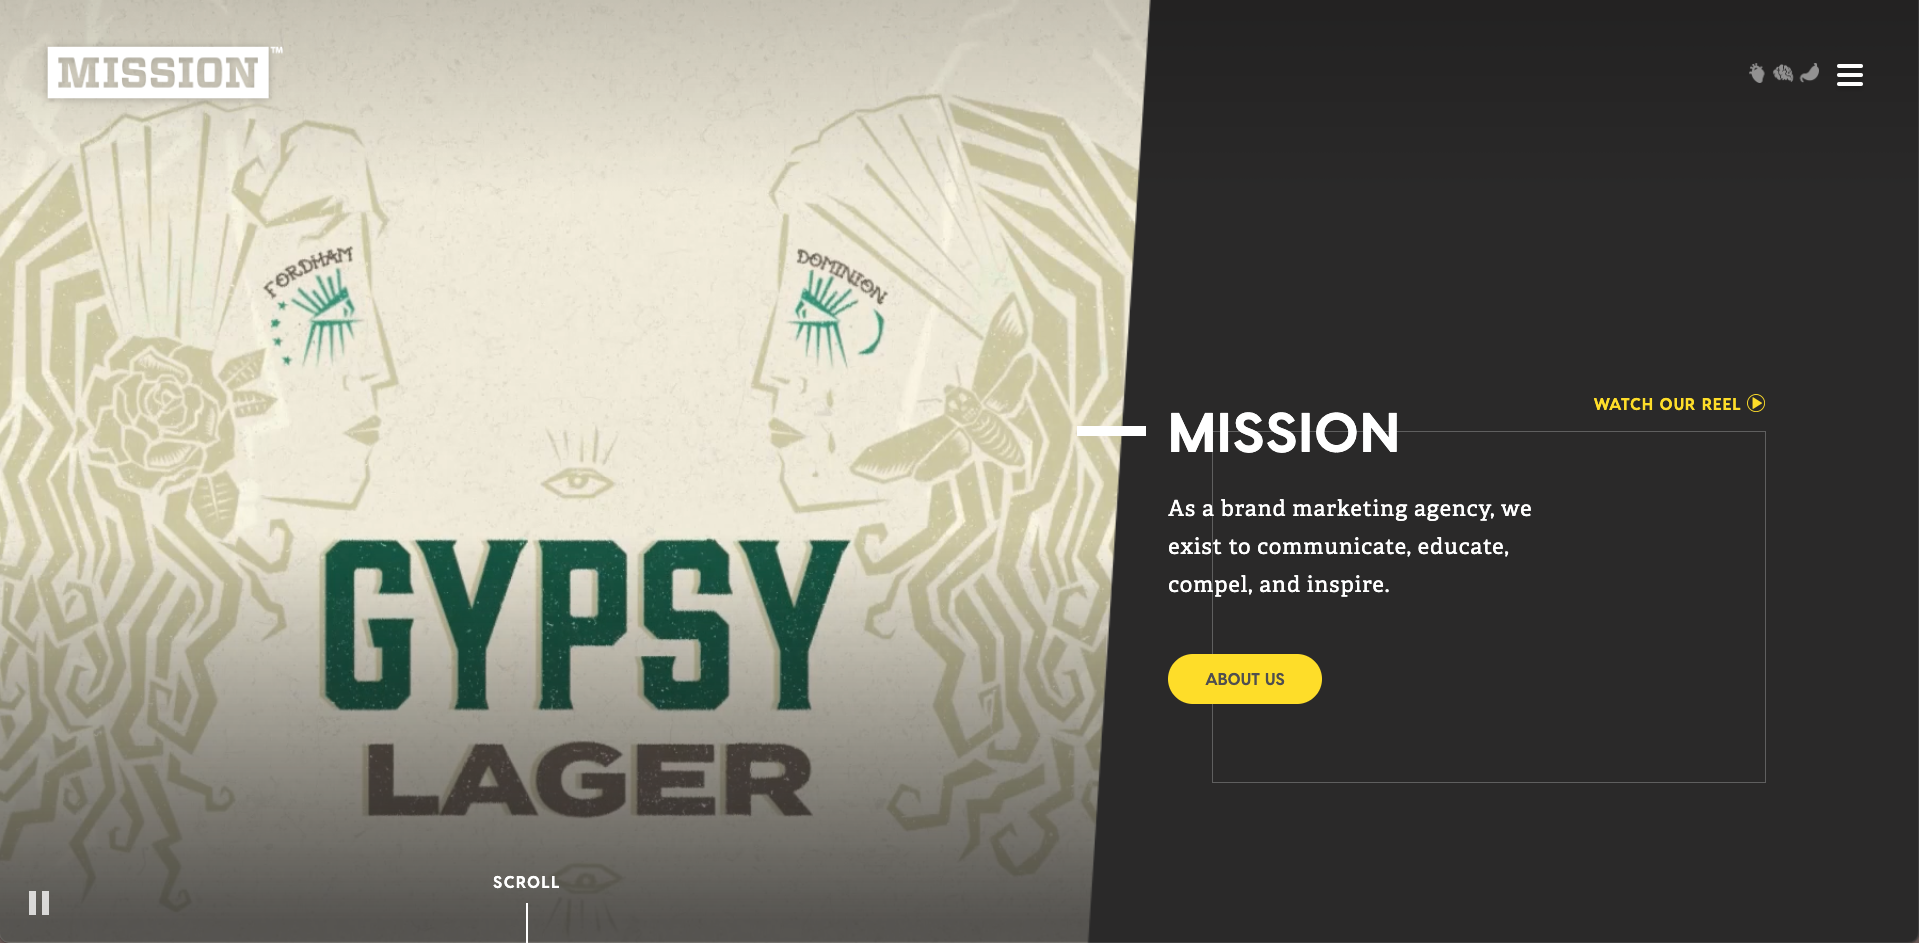 MISSION™
FORDHAM
DOMINION
GYPSY
LAGER
SCROLL
WATCH OUR REEL
MISSION
As a brand marketing agency, we
exist to communicate, educate,
compel, and inspire.
ABOUT US